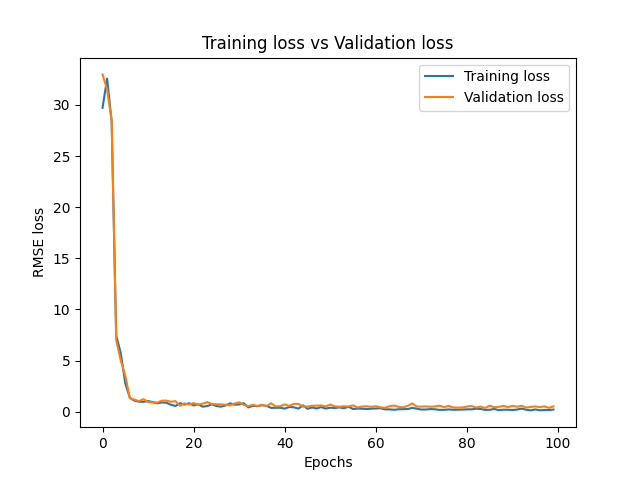 Training loss vs Validation loss
Training loss
Validation loss
RMSE loss
30
25
20
15
10
5
0
0 20 40 60 80 100
Epochs